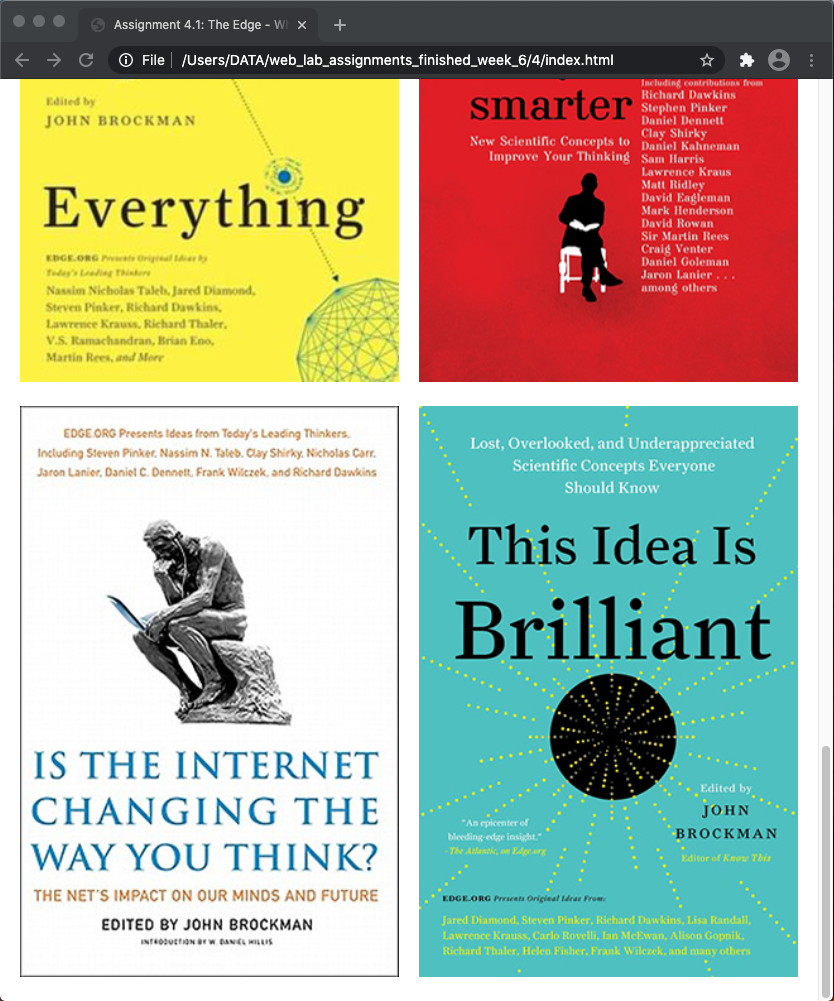 Assignment 4.1: The Edge - Wh
File
/Users/DATA/web_lab_assignments_finished_week_6/4/index.html
Edited by
JOHN BROCKMAN
Everything
EDGE.ORG Presents Original Ideas by
Today's Leading Thinkers
Nassim Nicholas Taleb, Jared Diamond,
Steven Pinker, Richard Dawkins,
Lawrence Krauss, Richard Thaler,
V.S. Ramachandran, Brian Eno,
Martin Rees, and More
smarter
New Scientific Concepts to
Improve Your Thinking
Including contributions from
Richard Dawkins
Stephen Pinker
Daniel Dennett
Clay Shirky
Daniel Kahneman
Sam Harris
Lawrence Kraus
Matt Ridley
David Eagleman
Mark Henderson
David Rowan
Sir Martin Rees
Craig Venter
Daniel Goleman
Jaron Lanier . . .
among others
EDGE.ORG Presents Ideas from Today's Leading Thinkers,
Including Steven Pinker, Nassim N. Taleb, Clay Shirky, Nicholas Carr,
Jaron Lanier, Daniel C. Dennett, Frank Wilczek, and Richard Dawkins
IS THE INTERNET
CHANGING THE
WAY YOU THINK?
THE NET'S IMPACT ON OUR MINDS AND FUTURE
EDITED BY JOHN BROCKMAN
INTRODUCTION BY W. DANIEL HILLIS
Lost, Overlooked, and Underappreciated
Scientific Concepts Everyone
Should Know
This Idea Is
Brilliant
Edited by
JOHN
BROCKMAN
Editor of Know This
"An epicenter of
bleeding-edge insight."
–The Atlantic, on Edge.org
EDGE.ORG Presents Original Ideas From:
Jared Diamond, Steven Pinker, Richard Dawkins, Lisa Randall,
Lawrence Krauss, Carlo Rovelli, Ian McEwan, Alison Gopnik,
Richard Thaler, Helen Fisher, Frank Wilczek, and many others